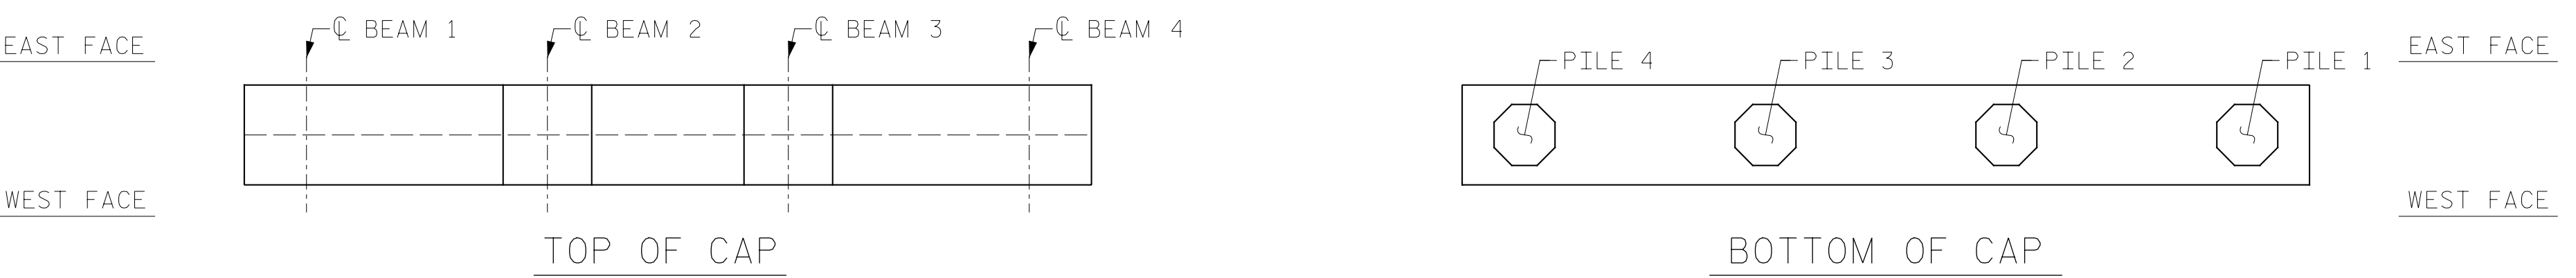 EAST FACE
℄ BEAM 1
℄ BEAM 2
℄ BEAM 3
℄ BEAM 4
WEST FACE
TOP OF CAP
PILE 4
PILE 3
PILE 2
PILE 1
EAST FACE
WEST FACE
BOTTOM OF CAP